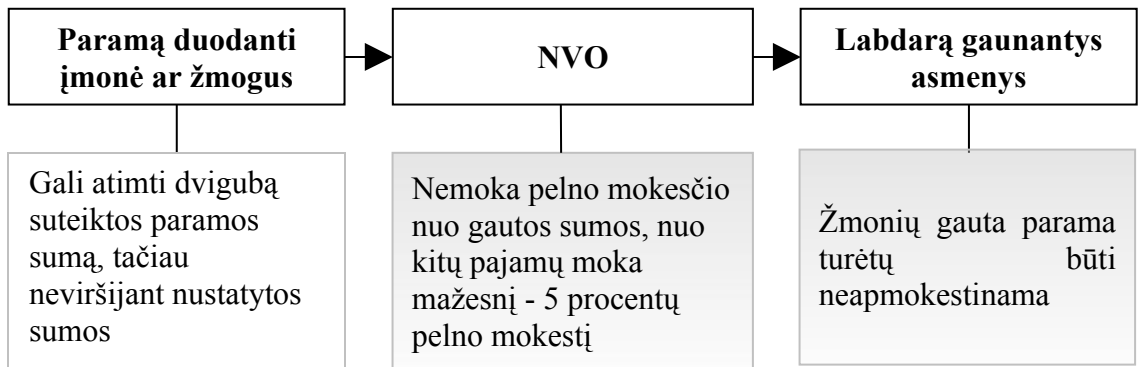 Paramą duodanti
įmonė ar žmogus
NVO
Labdarą gaunantys
asmenys
Gali atimti dvigubą
suteiktos paramos
sumą, tačiau
neviršijant nustatytos
sumos
Nemoka pelno mokesčio
nuo gautos sumos, nuo
kitų pajamų moka
mažesnį - 5 procentų
pelno mokestį
Žmonių gauta parama
turėtų būti
neapmokestinama